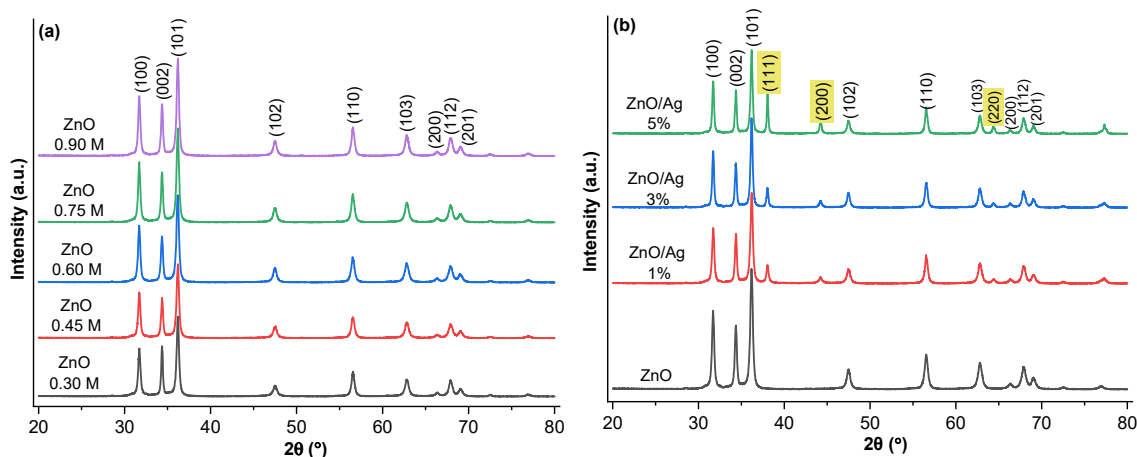 (a)
(100)
(002)
(101)
(102)
(110)
(103)
(200)
(112)
(201)
ZnO
0.90 M
ZnO
0.75 M
ZnO
0.60 M
ZnO
0.45 M
ZnO
0.30 M
Intensity (a.u.)
20 30 40 50 60 70 80
2θ (°)
(b)
(100)
(002)
(101)
(111)
(200)
(102)
(110)
(103)
(220)
(200)
(112)
(201)
ZnO/Ag
5%
ZnO/Ag
3%
ZnO/Ag
1%
ZnO
Intensity (a.u.)
20 30 40 50 60 70 80
2θ (°)